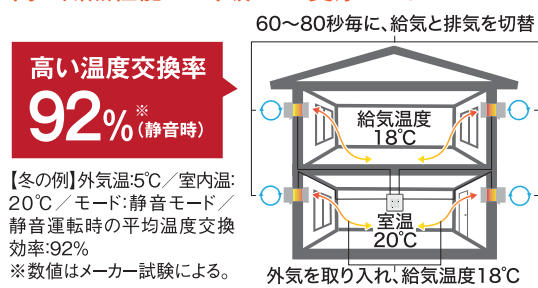 60〜80秒毎に、給気と排気を切替
高い温度交換率
92%※(静音時)
【冬の例】外気温:5℃／室内温:
20℃／モード:静音モード／
静音運転時の平均温度交換
効率:92%
※数値はメーカー試験による。
給気温度
18℃
室温
20℃
外気を取り入れ、給気温度18℃